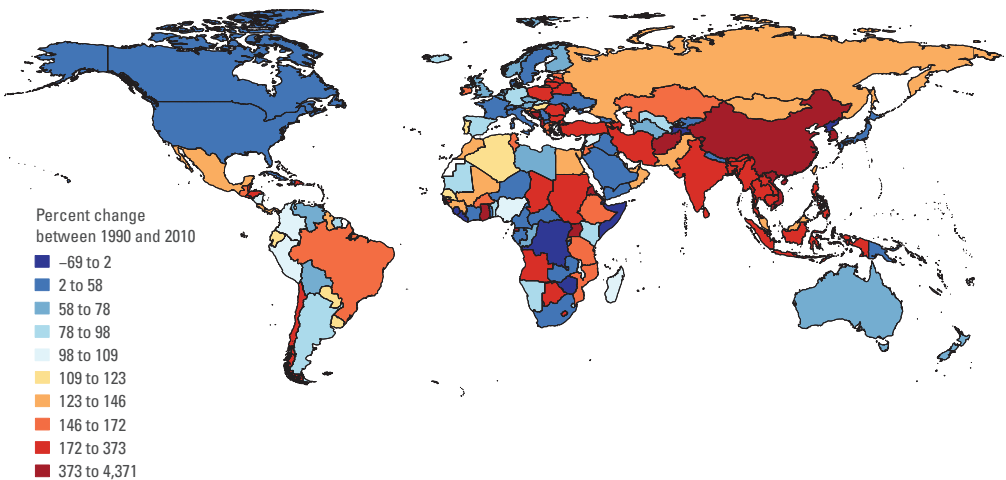 Percent change
between 1990 and 2010
−69 to 2
2 to 58
58 to 78
78 to 98
98 to 109
109 to 123
123 to 146
146 to 172
172 to 373
373 to 4,371